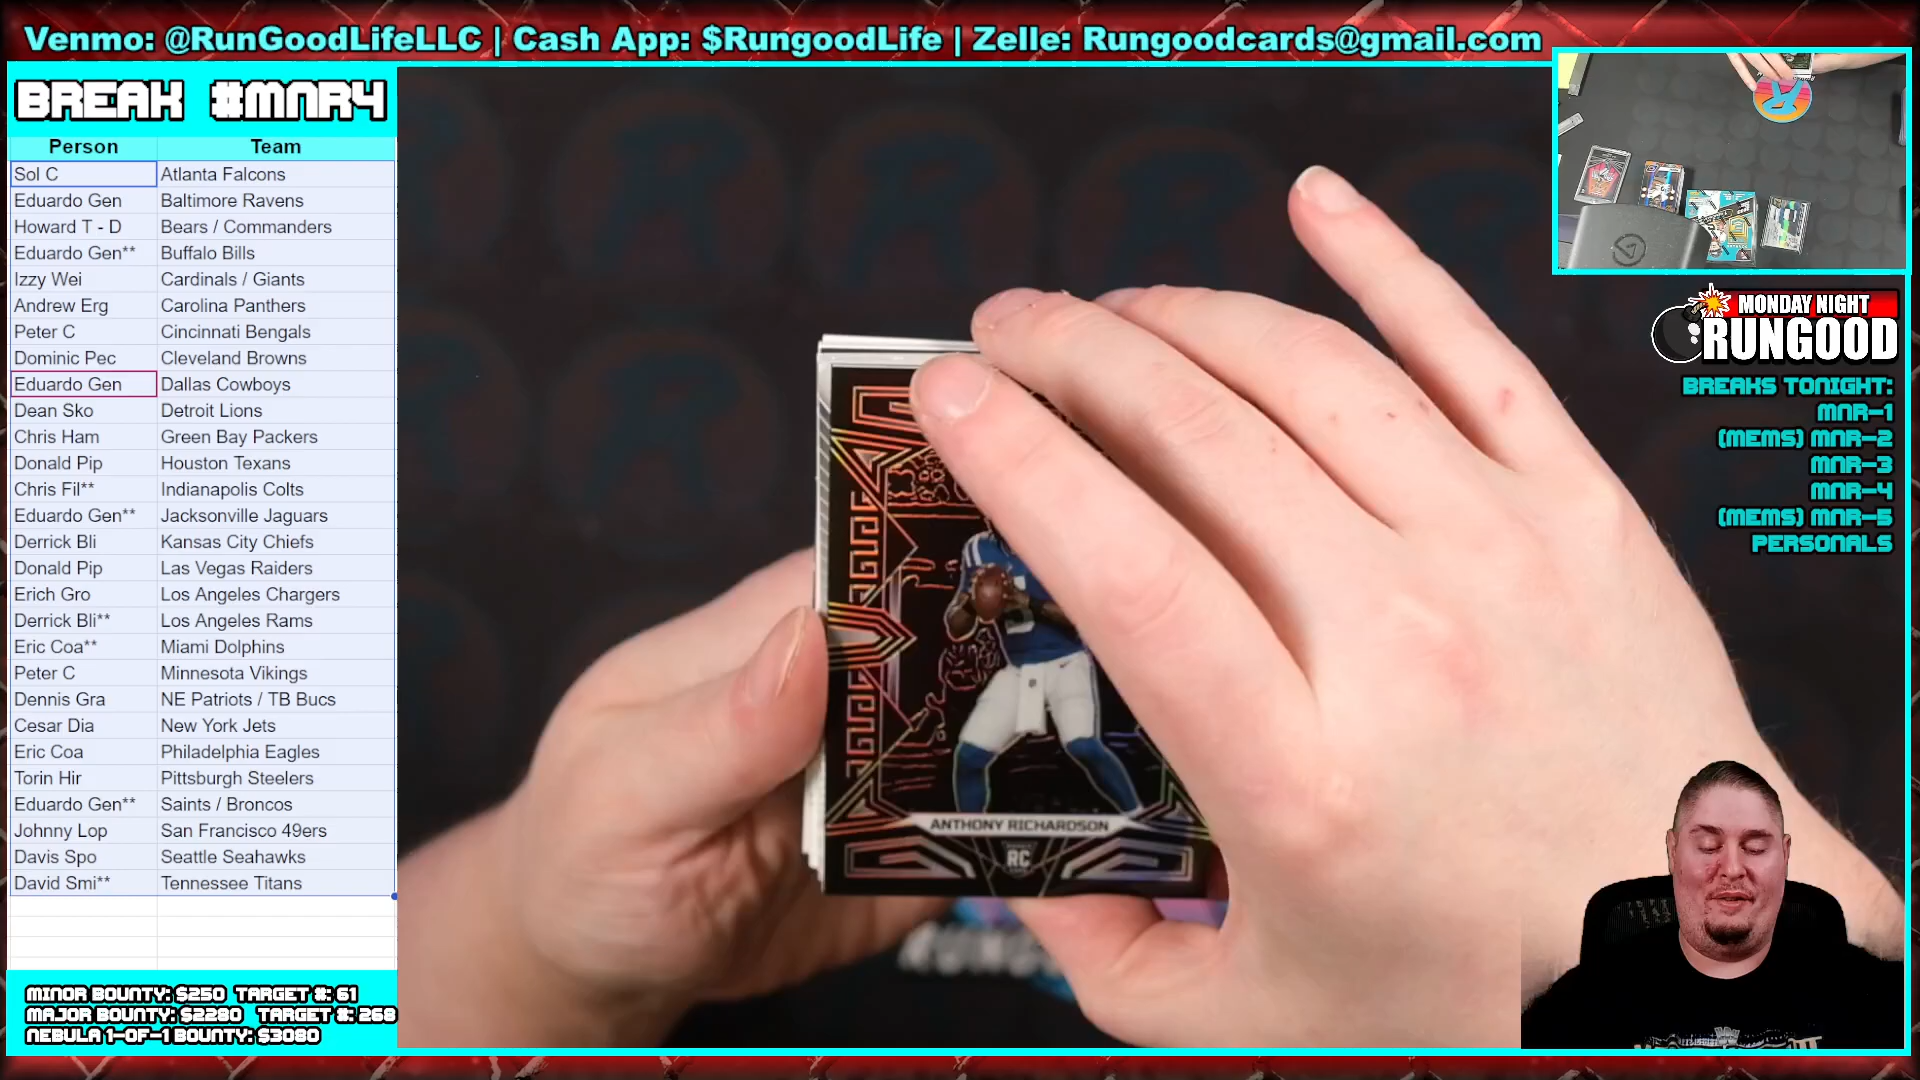 Venmo: @RunGoodLifeLLC | Cash App: $RungoodLife | Zelle: Rungoodcards@gmail.com
BREAK #MNR4
Person Team
Sol C Atlanta Falcons
Eduardo Gen Baltimore Ravens
Howard T - D Bears / Commanders
Eduardo Gen** Buffalo Bills
Izzy Wei Cardinals / Giants
Andrew Erg Carolina Panthers
Peter C Cincinnati Bengals
Dominic Pec Cleveland Browns
Eduardo Gen Dallas Cowboys
Dean Sko Detroit Lions
Chris Ham Green Bay Packers
Donald Pip Houston Texans
Chris Fil** Indianapolis Colts
Eduardo Gen** Jacksonville Jaguars
Derrick Bli Kansas City Chiefs
Donald Pip Las Vegas Raiders
Erich Gro Los Angeles Chargers
Derrick Bli** Los Angeles Rams
Eric Coa** Miami Dolphins
Peter C Minnesota Vikings
Dennis Gra NE Patriots / TB Bucs
Cesar Dia New York Jets
Eric Coa Philadelphia Eagles
Torin Hir Pittsburgh Steelers
Eduardo Gen** Saints / Broncos
Johnny Lop San Francisco 49ers
Davis Spo Seattle Seahawks
David Smi** Tennessee Titans
MINOR BOUNTY: $250 TARGET #: 61
MAJOR BOUNTY: $2280 TARGET #: 268
NEBULA 1-OF-1 BOUNTY: $3080
ANTHONY RICHARDSON
RC
MONDAY NIGHT
RUNGOOD
BREAKS TONIGHT:
MNR-1
(MEMS) MNR-2
MNR-3
MNR-4
(MEMS) MNR-5
PERSONALS